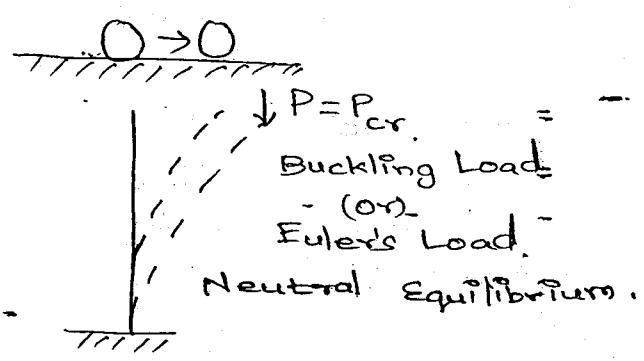 P = Pcr.
Buckling Load
(or)
Euler's Load.
Neutral Equilibrium.